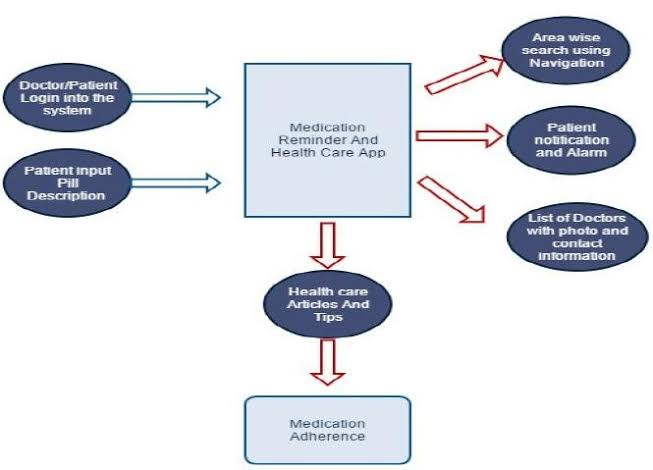 Area wise
search using
Navigation
Doctor/Patient
Login into the
system
Medication
Reminder And
Health Care App
Patient
notification
and Alarm
Patient input
Pill
Description
List of Doctors
with photo and
contact
information
Health care
Articles And
Tips
Medication
Adherence